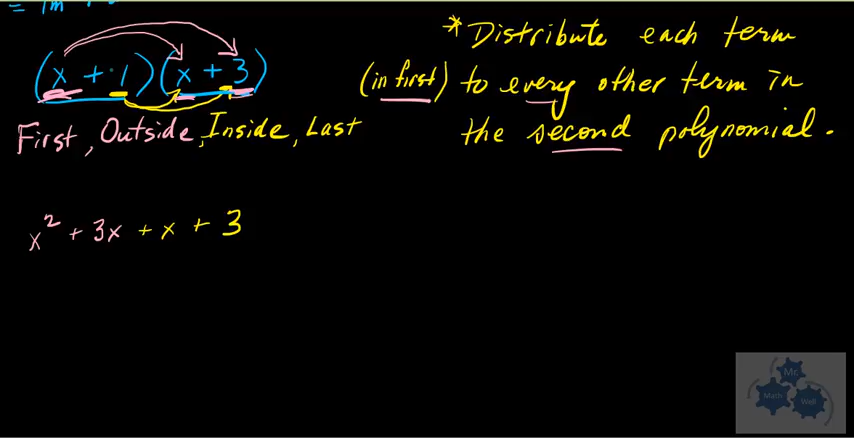 (x + 1)(x + 3)
First, Outside, Inside, Last
* Distribute each term
(in first) to every other term in
the second polynomial.
x² + 3x + x + 3
Mr.
Math
Well